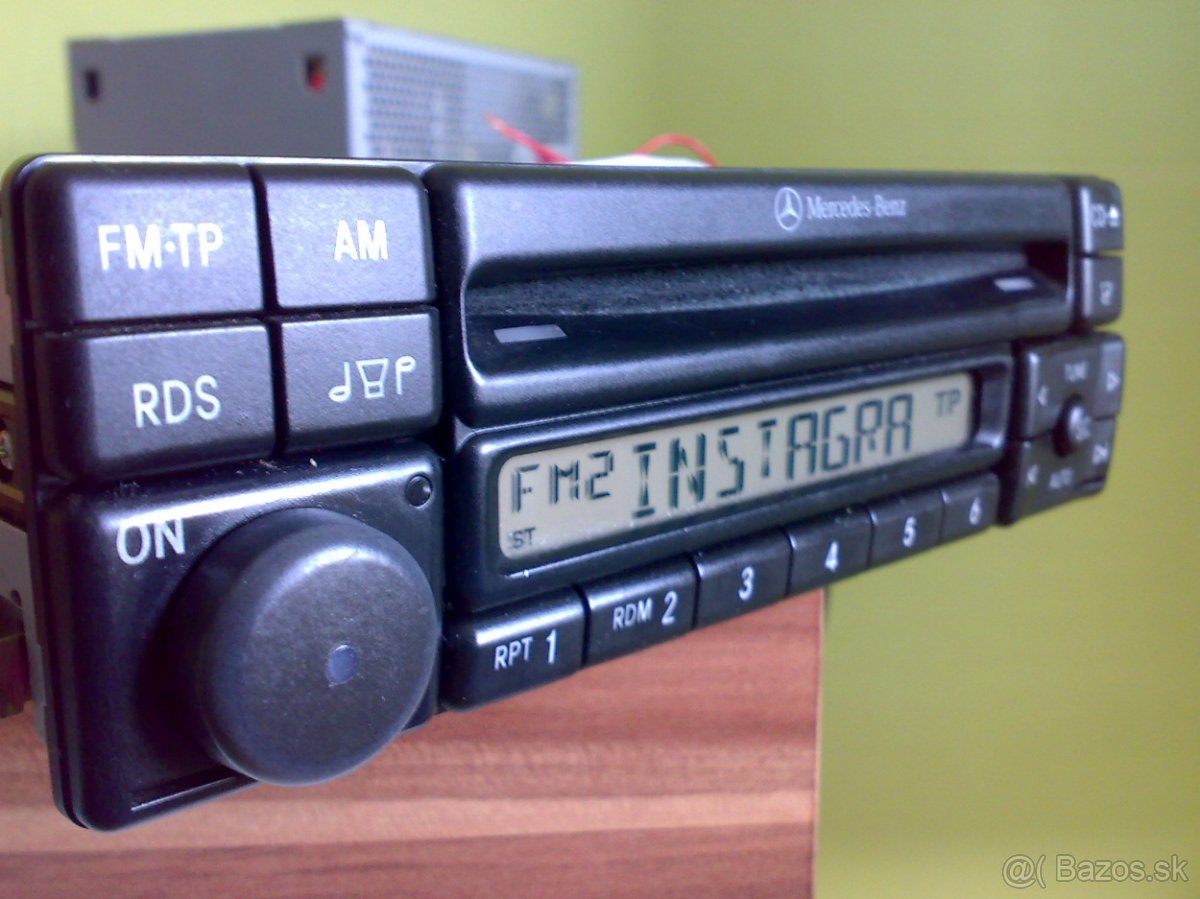 Mercedes-Benz
FM·TP
AM
CD
RDS
TUNE
FM2 INSTAGRA TP
ST
AUTO
ON
RPT 1
RDM 2
3
4
5
6
@( Bazos.sk